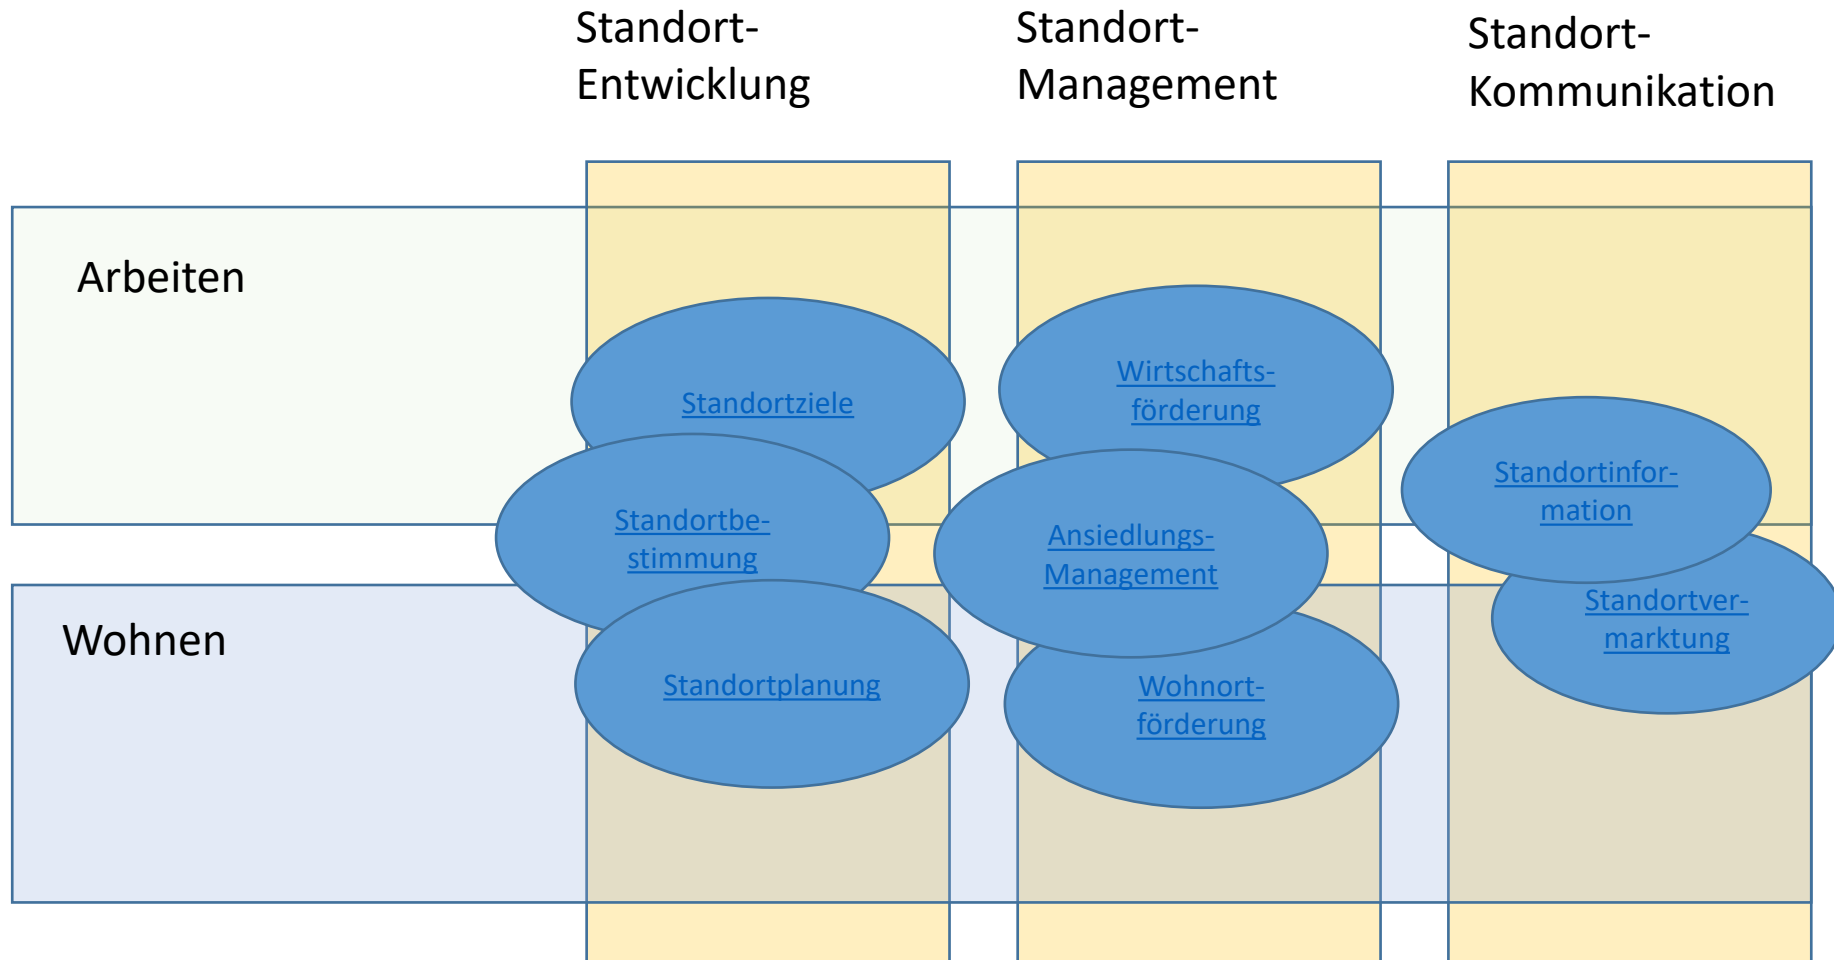 Standort-
Entwicklung
Standort-
Management
Standort-
Kommunikation
Arbeiten
Standortziele
Wirtschafts-
förderung
Standortinfor-
mation
Standortbe-
stimmung
Ansiedlungs-
Management
Standortver-
marktung
Wohnen
Standortplanung
Wohnort-
förderung